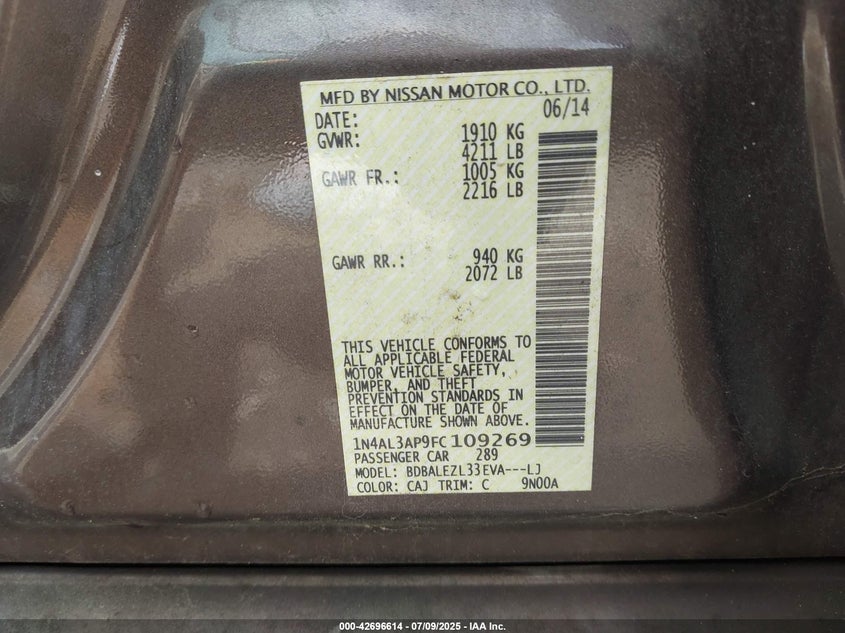 MFD BY NISSAN MOTOR CO., LTD.
DATE: 06/14
GVWR: 1910 KG
4211 LB
GAWR FR.: 1005 KG
2216 LB
GAWR RR.: 940 KG
2072 LB
THIS VEHICLE CONFORMS TO
ALL APPLICABLE FEDERAL
MOTOR VEHICLE SAFETY,
BUMPER, AND THEFT
PREVENTION STANDARDS IN
EFFECT ON THE DATE OF
MANUFACTURE SHOWN ABOVE.
1N4AL3AP9FC109269
PASSENGER CAR 289
MODEL: BDBALEZL33EVA---LJ
COLOR: CAJ TRIM: C 9N00A
000-42696614 - 07/09/2025 - IAA Inc.